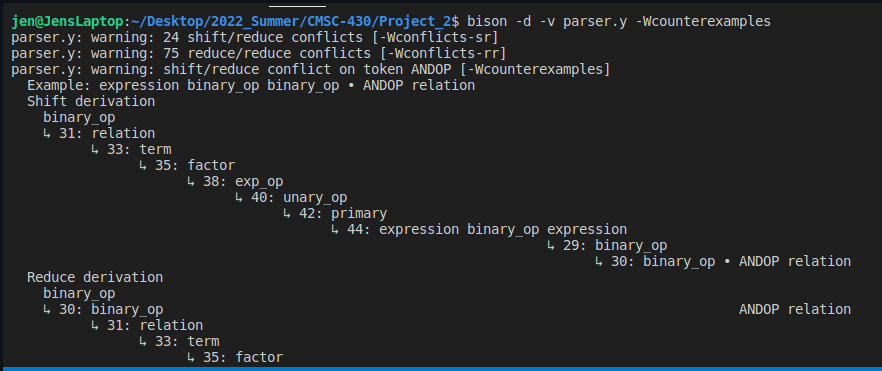 jen@JensLaptop:~/Desktop/2022_Summer/CMSC-430/Project_2$ bison -d -v parser.y -Wcounterexamples
parser.y: warning: 24 shift/reduce conflicts [-Wconflicts-sr]
parser.y: warning: 75 reduce/reduce conflicts [-Wconflicts-rr]
parser.y: warning: shift/reduce conflict on token ANDOP [-Wcounterexamples]
Example: expression binary_op binary_op • ANDOP relation
Shift derivation
binary_op
↳ 31: relation
↳ 33: term
↳ 35: factor
↳ 38: exp_op
↳ 40: unary_op
↳ 42: primary
↳ 44: expression binary_op expression
↳ 29: binary_op
↳ 30: binary_op • ANDOP relation
Reduce derivation
binary_op
↳ 30: binary_op ANDOP relation
↳ 31: relation
↳ 33: term
↳ 35: factor